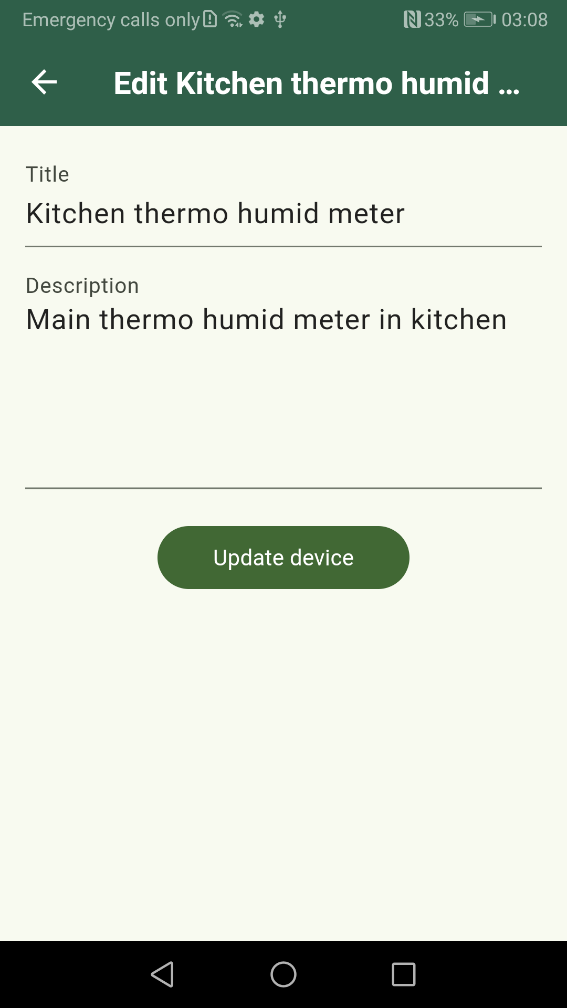 Emergency calls only 33% 03:08
Edit Kitchen thermo humid ...
Title
Kitchen thermo humid meter
Description
Main thermo humid meter in kitchen
Update device